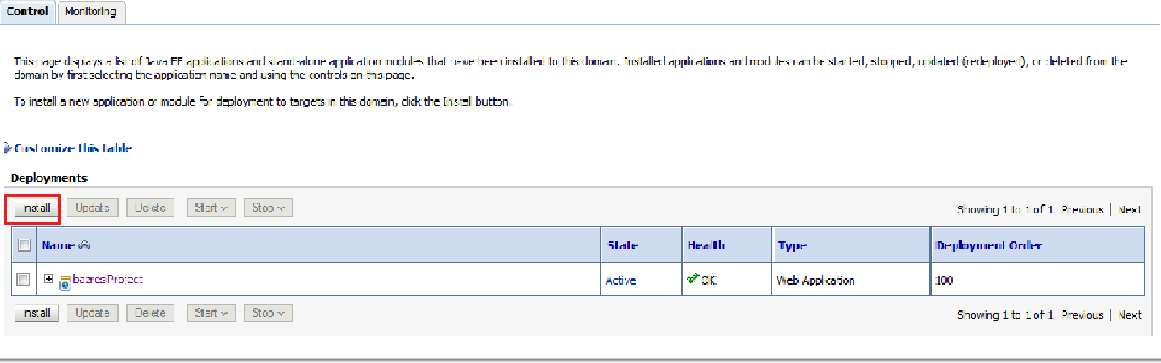 Control Monitoring
This page displays a list of Java EE applications and stand-alone application modules that have been installed to this domain. Installed applications and modules can be started, stopped, updated (redeployed), or deleted from the
domain by first selecting the application name and using the controls on this page.
To install a new application or module for deployment to targets in this domain, click the Install button.
Customize this table
Deployments
Install Update Delete Start Stop Showing 1 to 1 of 1 Previous | Next
Name State Health Type Deployment Order
Active OK Web Application 100
Install Update Delete Start Stop Showing 1 to 1 of 1 Previous | Next